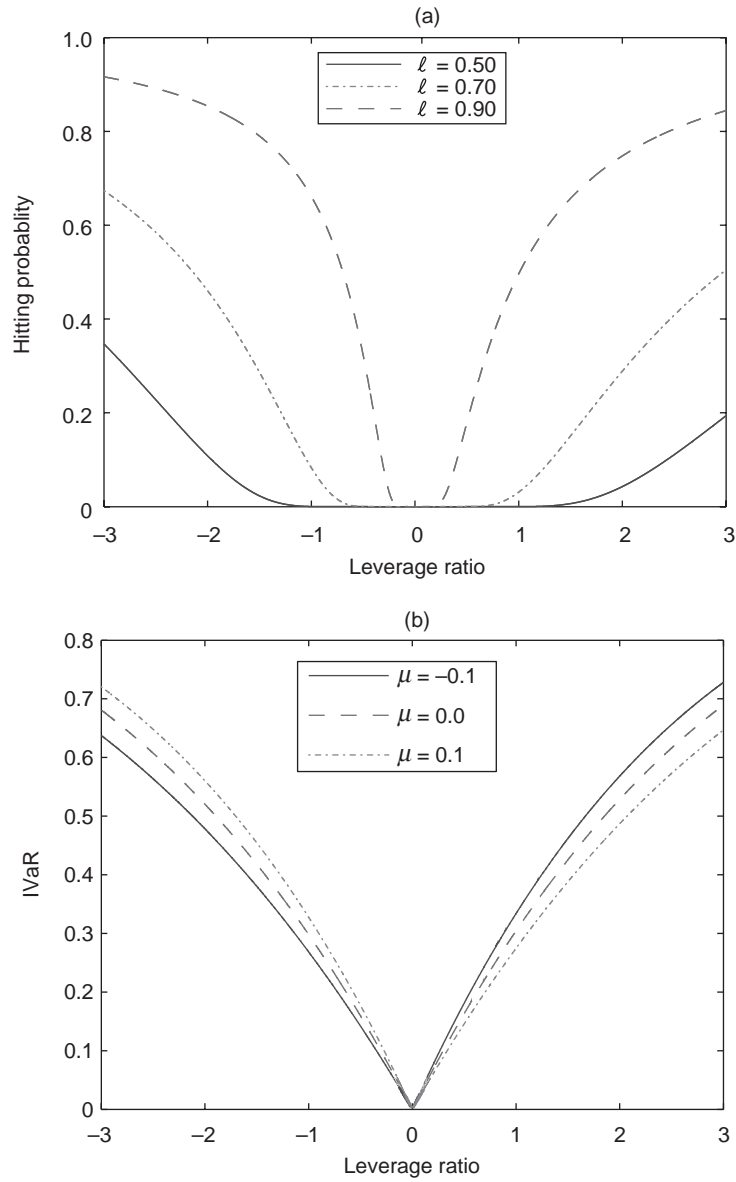 (a)
1.0
0.8
0.6
0.4
0.2
0
Hitting probablity
ℓ = 0.50
ℓ = 0.70
ℓ = 0.90
–3
–2
–1
0
1
2
3
Leverage ratio
(b)
0.8
0.7
0.6
0.5
0.4
0.3
0.2
0.1
0
IVaR
μ = –0.1
μ = 0.0
μ = 0.1
–3
–2
–1
0
1
2
3
Leverage ratio